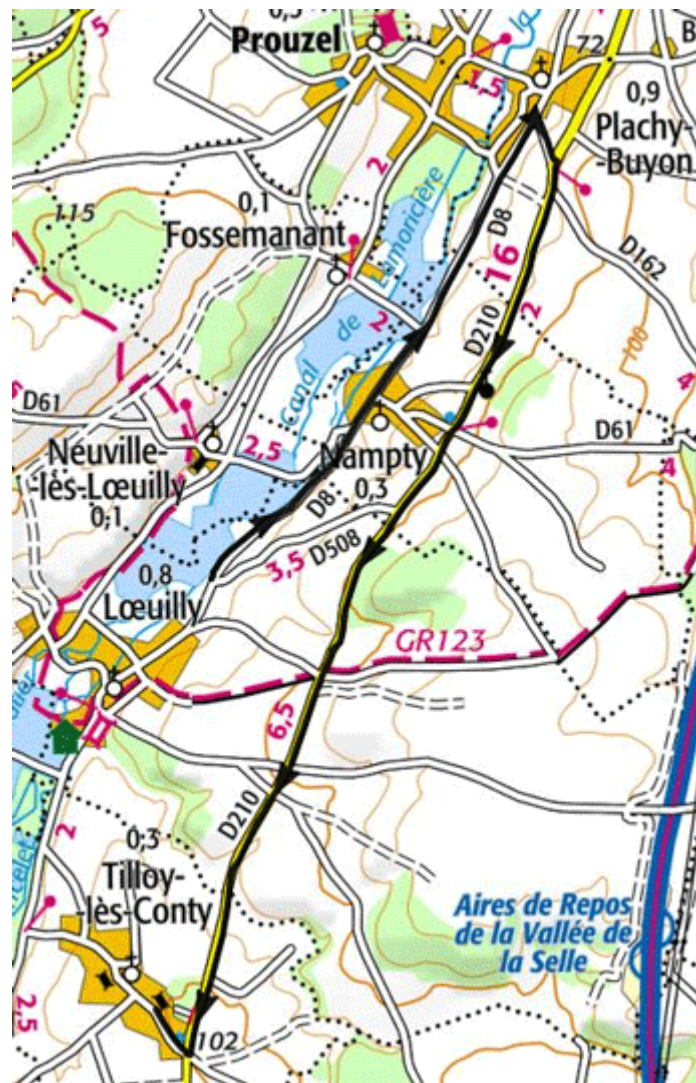 0,5
la
Prouzel
5
72
B
1,5
0,9
Plachy-
-Buyon
2
Lamoricière
115
0,1
Fossemanant
D8
16
D162
de
2
2
D210
100
Canal
4
D61
Neuville-
-lès-Lœuilly
2,5
D61
Nampty
4
0,1
D8
0,3
0,8
3,5
D508
Lœuilly
GR123
6,5
D210
2
0,3
Tilloy-
-lès-Conty
Aires de Repos
de la Vallée de
la Selle
2,5
102